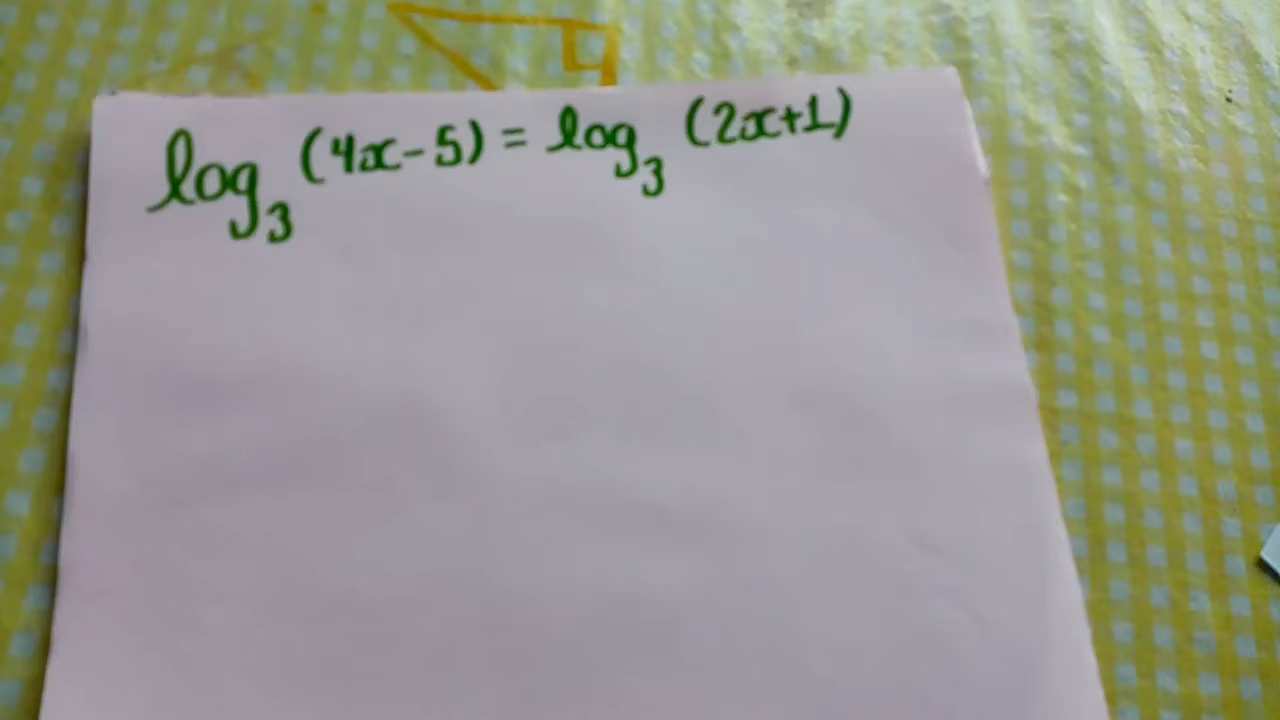 log₃ (4x-5) = log₃ (2x+1)